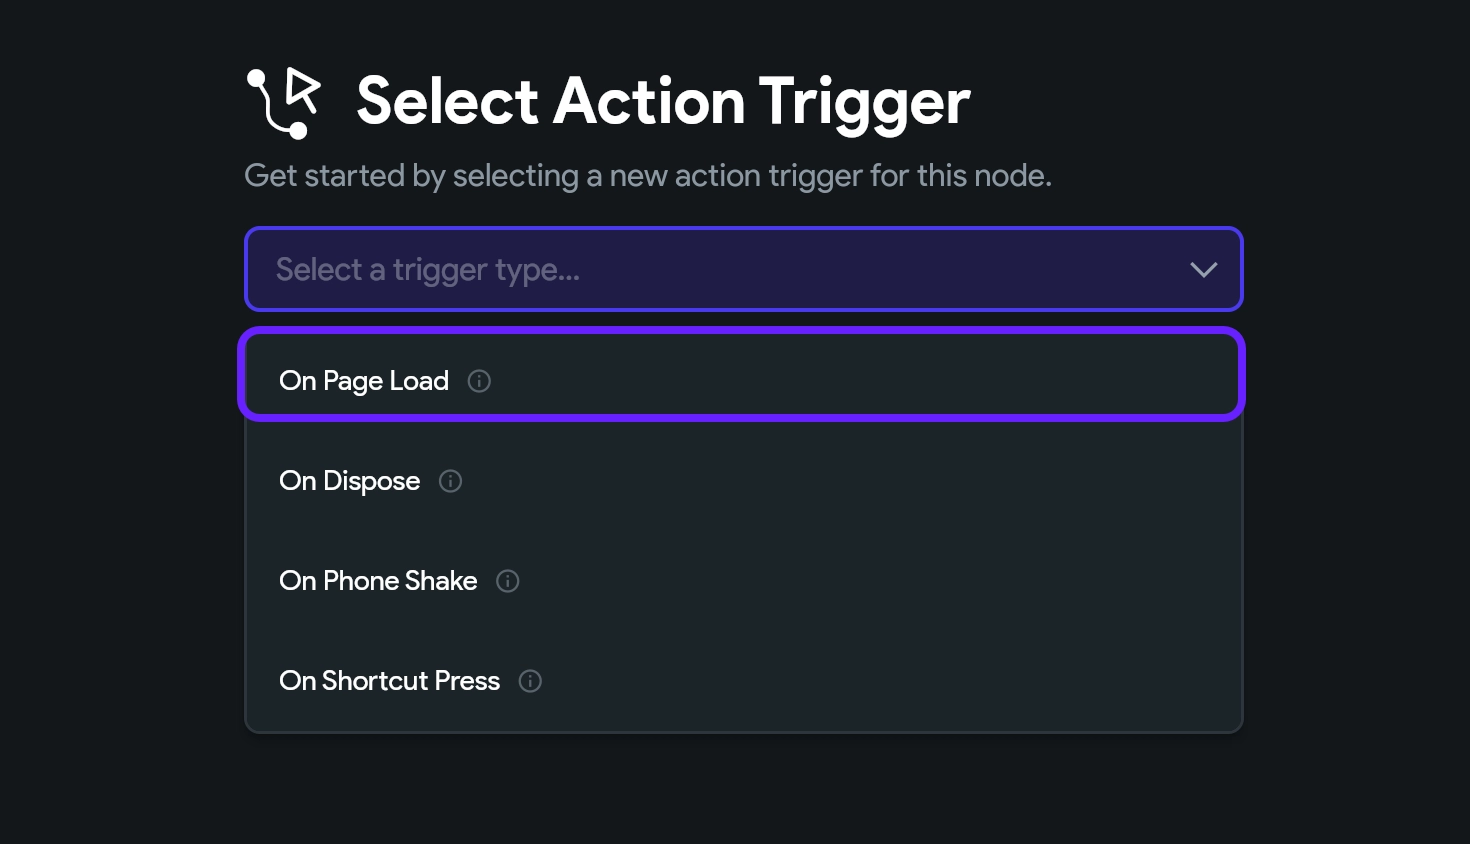 Select Action Trigger
Get started by selecting a new action trigger for this node.
Select a trigger type...
On Page Load
On Dispose
On Phone Shake
On Shortcut Press